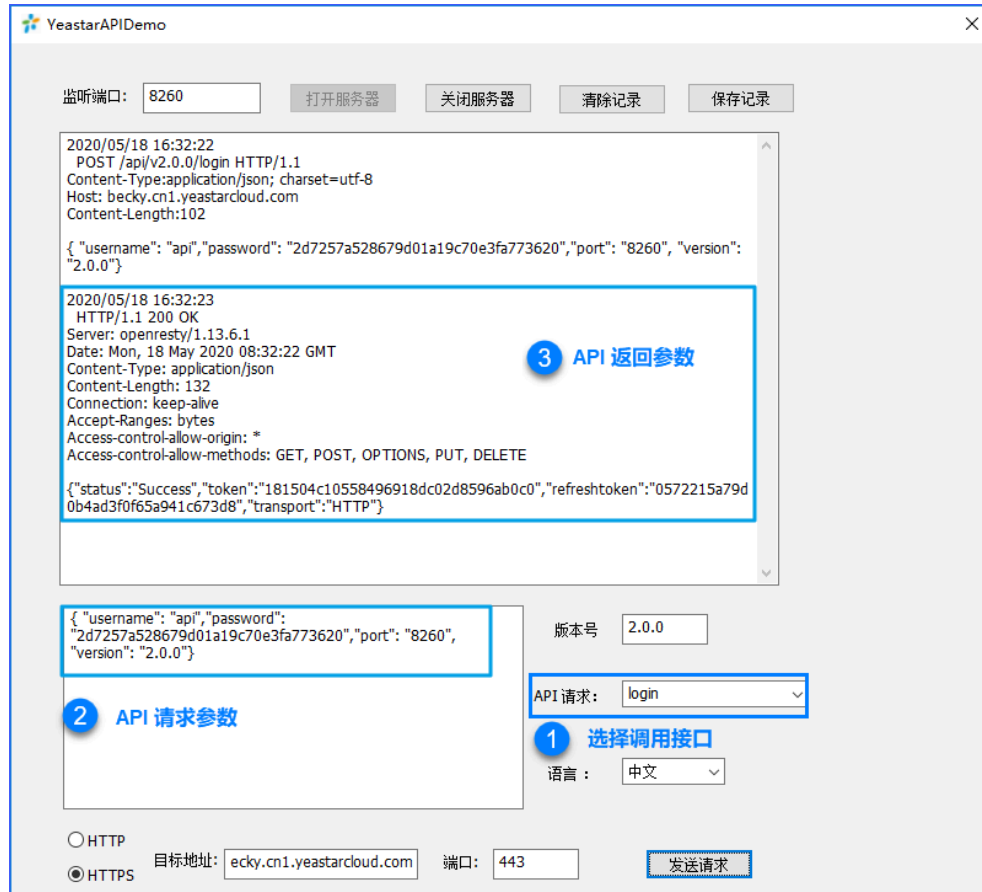 YeastarAPIDemo
监听端口： 8260 打开服务器 关闭服务器 清除记录 保存记录
2020/05/18 16:32:22
POST /api/v2.0.0/login HTTP/1.1
Content-Type:application/json; charset=utf-8
Host: becky.cn1.yeastarcloud.com
Content-Length:102
{ "username": "api","password": "2d7257a528679d01a19c70e3fa773620","port": "8260", "version":
"2.0.0"}
2020/05/18 16:32:23
HTTP/1.1 200 OK
Server: openresty/1.13.6.1
Date: Mon, 18 May 2020 08:32:22 GMT
Content-Type: application/json
Content-Length: 132
Connection: keep-alive
Accept-Ranges: bytes
Access-control-allow-origin: *
Access-control-allow-methods: GET, POST, OPTIONS, PUT, DELETE
{"status":"Success","token":"181504c10558496918dc02d8596ab0c0","refreshtoken":"0572215a79d
0b4ad3f0f65a941c673d8","transport":"HTTP"}
3 API 返回参数
{ "username": "api","password":
"2d7257a528679d01a19c70e3fa773620","port": "8260",
"version": "2.0.0"}
2 API 请求参数
版本号 2.0.0
API 请求： login
1 选择调用接口
语言： 中文
HTTP
HTTPS
目标地址: ecky.cn1.yeastarcloud.com 端口: 443 发送请求